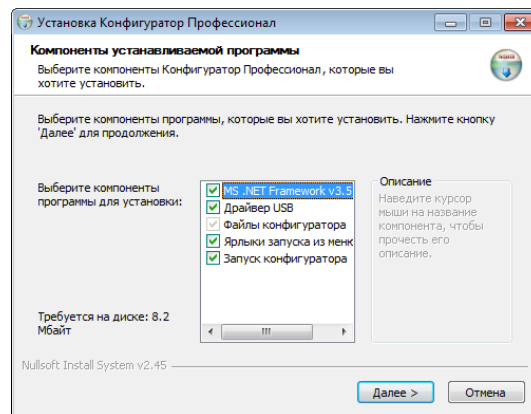 Установка Конфигуратор Профессионал
Компоненты устанавливаемой программы
Выберите компоненты Конфигуратор Профессионал, которые вы
хотите установить.
Выберите компоненты программы, которые вы хотите установить. Нажмите кнопку
'Далее' для продолжения.
Выберите компоненты
программы для установки:
MS .NET Framework v3.5
Драйвер USB
Файлы конфигуратора
Ярлыки запуска из меню
Запуск конфигуратора
Описание
Наведите курсор
мыши на название
компонента, чтобы
прочесть его
описание.
Требуется на диске: 8.2
Мбайт
Nullsoft Install System v2.45
Далее >
Отмена